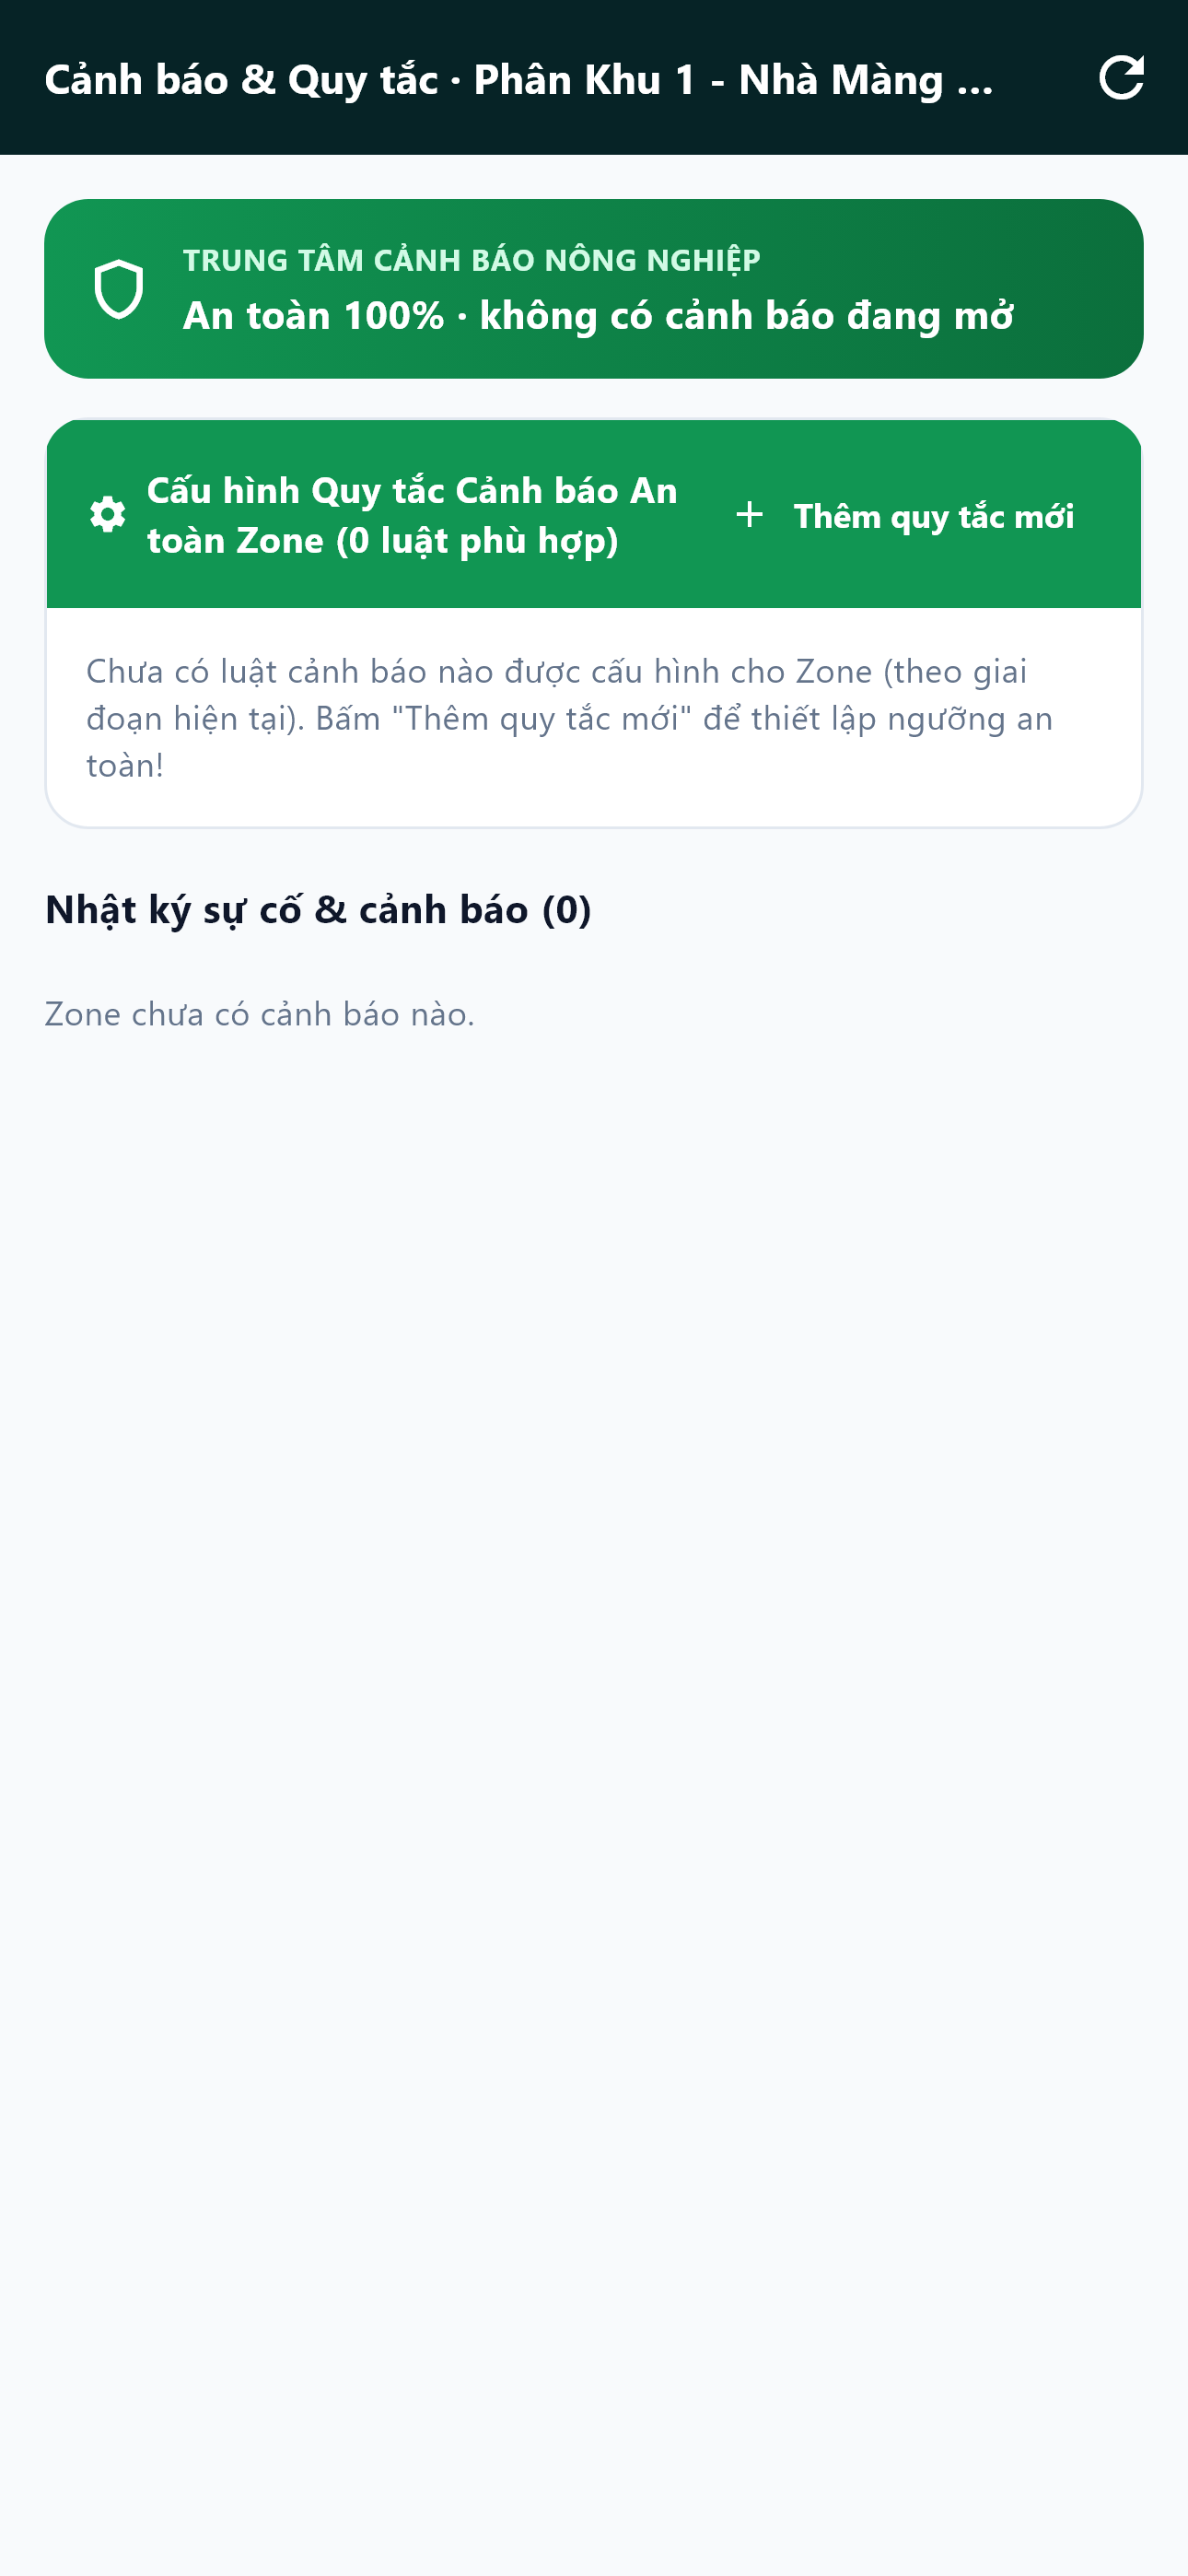 Cảnh báo & Quy tắc · Phân Khu 1 - Nhà Màng ...
TRUNG TÂM CẢNH BÁO NÔNG NGHIỆP
An toàn 100% · không có cảnh báo đang mở
Cấu hình Quy tắc Cảnh báo An
toàn Zone (0 luật phù hợp)
+ Thêm quy tắc mới
Chưa có luật cảnh báo nào được cấu hình cho Zone (theo giai
đoạn hiện tại). Bấm "Thêm quy tắc mới" để thiết lập ngưỡng an
toàn!
Nhật ký sự cố & cảnh báo (0)
Zone chưa có cảnh báo nào.